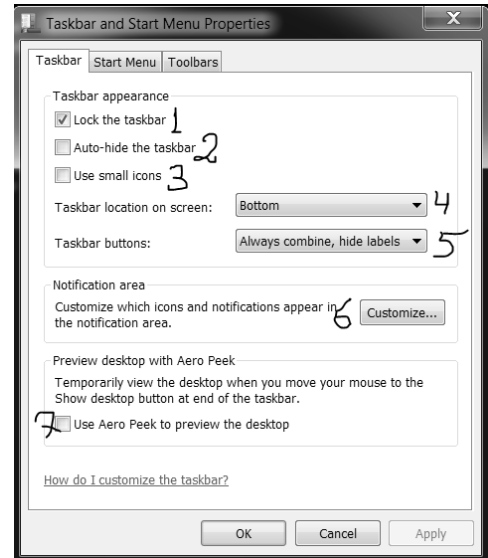 Taskbar and Start Menu Properties
X
Taskbar Start Menu Toolbars
Taskbar appearance
Lock the taskbar 1
Auto-hide the taskbar 2
Use small icons 3
Taskbar location on screen: Bottom 4
Taskbar buttons: Always combine, hide labels 5
Notification area
Customize which icons and notifications appear in
the notification area. 6 Customize...
Preview desktop with Aero Peek
Temporarily view the desktop when you move your mouse to the
Show desktop button at end of the taskbar.
7 Use Aero Peek to preview the desktop
How do I customize the taskbar?
OK Cancel Apply